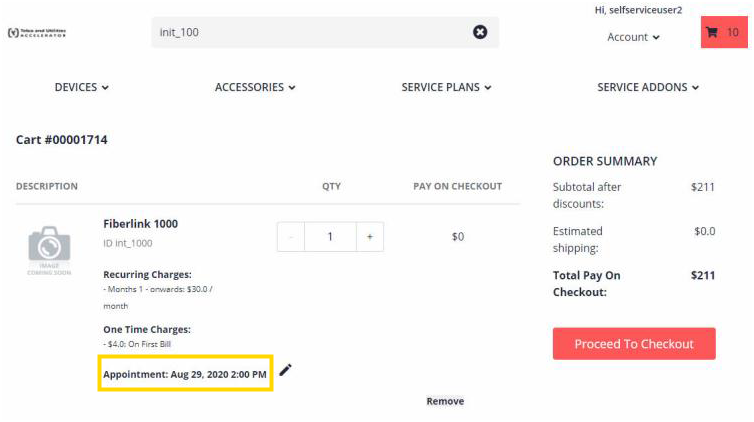 Hi, selfserviceuser2
Telco and Utilities
ACCELERATOR
init_100
Account
10
DEVICES
ACCESSORIES
SERVICE PLANS
SERVICE ADDONS
Cart #00001714
DESCRIPTION
QTY
PAY ON CHECKOUT
Fiberlink 1000
ID int_1000
IMAGE
COMING SOON
- 1 +
$0
Recurring Charges:
- Months 1 - onwards: $30.0 /
month
One Time Charges:
- $4.0: On First Bill
Appointment: Aug 29, 2020 2:00 PM
Remove
ORDER SUMMARY
Subtotal after
discounts:
$211
Estimated
shipping:
$0.0
Total Pay On
Checkout:
$211
Proceed To Checkout